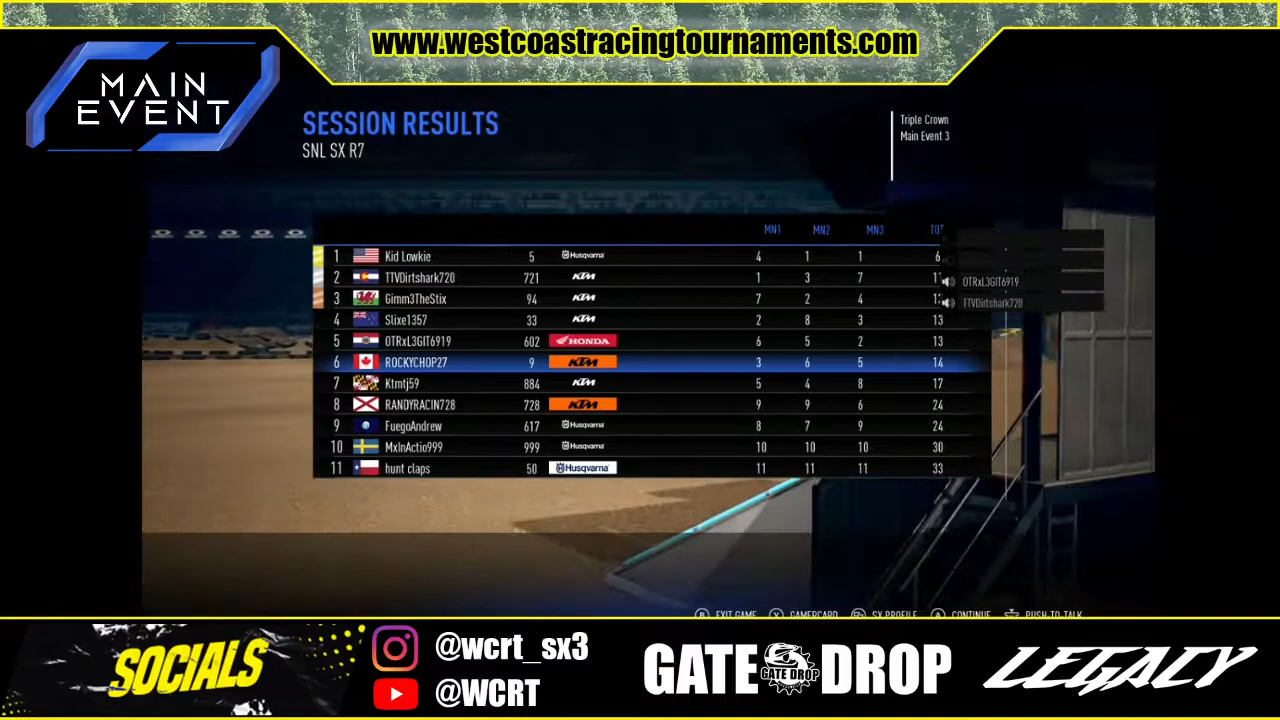 www.westcoastracingtournaments.com
MAIN
EVENT
SESSION RESULTS
SNL SX R7
Triple Crown
Main Event 3
MN1 MN2 MN3
1 Kid Lowkie 5 Husqvarna 4 1 1 6
2 TTVDirtshark720 721 KTM 1 3 7
3 Gimm3TheStix 94 KTM 7 2 4
4 Slixe1357 33 KTM 2 8 3 13
5 OTRxL3GIT6919 602 HONDA 6 5 2 13
6 ROCKYCHOP27 9 KTM 3 6 5 14
7 Ktmtj59 884 KTM 5 4 8 17
8 RANDYRACIN728 728 KTM 9 9 6 24
9 FuegoAndrew 617 Husqvarna 8 7 9 24
10 MxInActio999 999 Husqvarna 10 10 10 30
11 hunt claps 50 Husqvarna 11 11 11 33
OTRxL3GIT6919
TTVDirtshark720
B EXIT GAME Y GAMERCARD SX PROFILE A CONTINUE PUSH-TO-TALK
SOCIALS
@wcrt_sx3
@WCRT
GATE DROP
GATE DROP
LEGACY